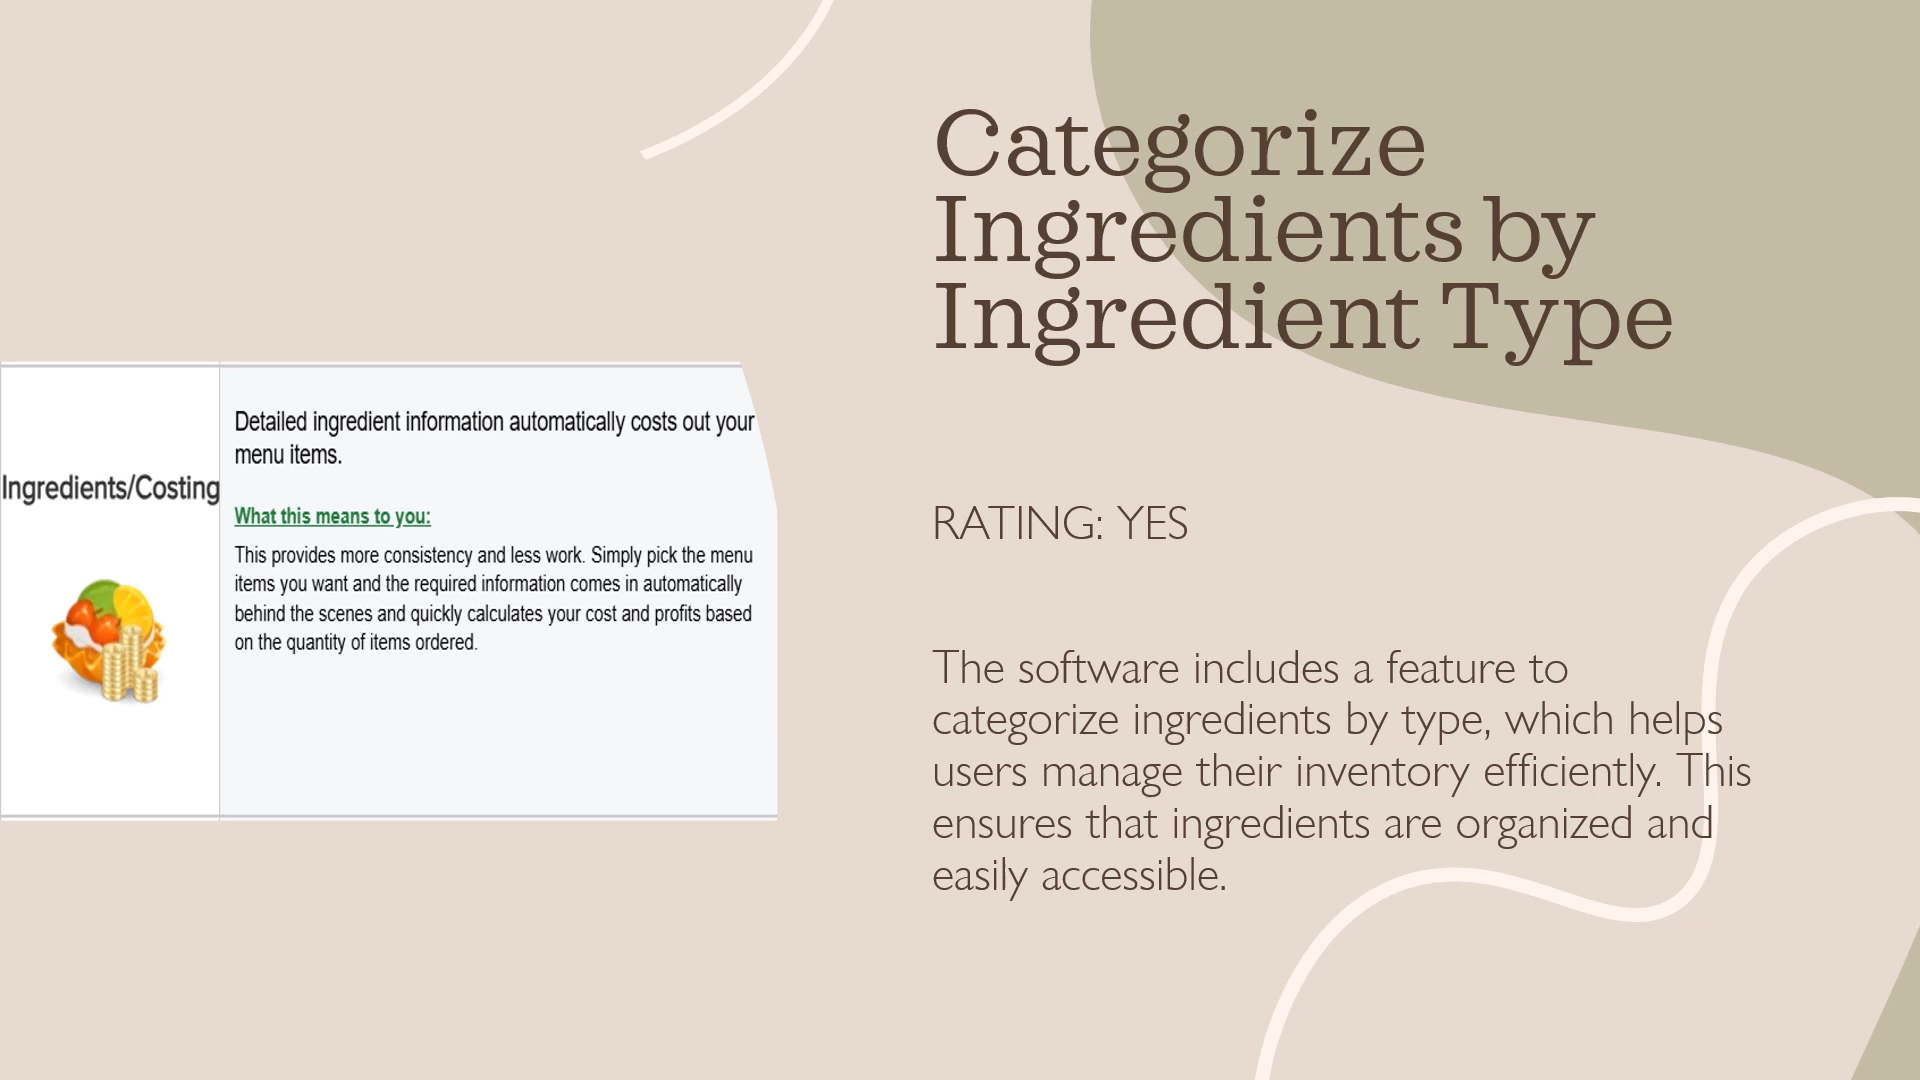 Categorize
Ingredients by
Ingredient Type
Ingredients/Costing
Detailed ingredient information automatically costs out your
menu items.
What this means to you:
This provides more consistency and less work. Simply pick the menu
items you want and the required information comes in automatically
behind the scenes and quickly calculates your cost and profits based
on the quantity of items ordered.
RATING: YES
The software includes a feature to
categorize ingredients by type, which helps
users manage their inventory efficiently. This
ensures that ingredients are organized and
easily accessible.